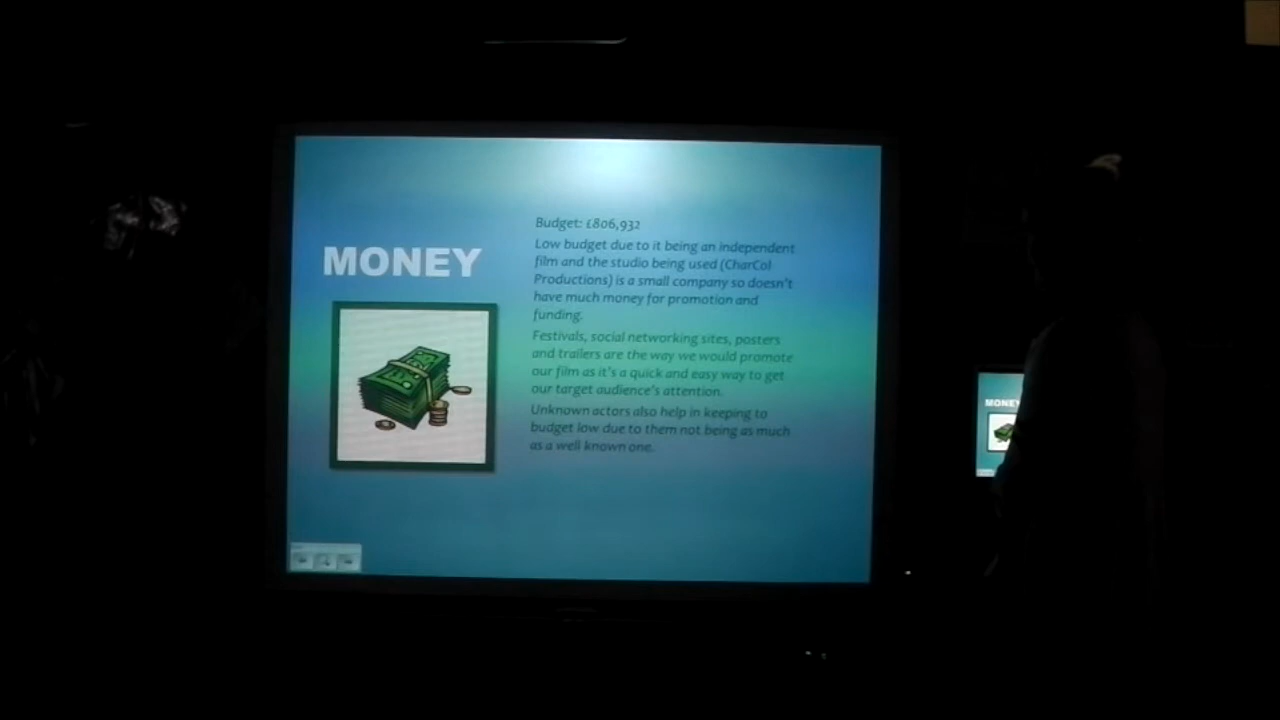 MONEY
Budget: £806,932
Low budget due to it being an independent
film and the studio being used (CharCol
Productions) is a small company so doesn't
have much money for promotion and
funding.
Festivals, social networking sites, posters
and trailers are the way we would promote
our film as it's a quick and easy way to get
our target audience's attention.
Unknown actors also help in keeping to
budget low due to them not being as much
as a well known one.
MONEY